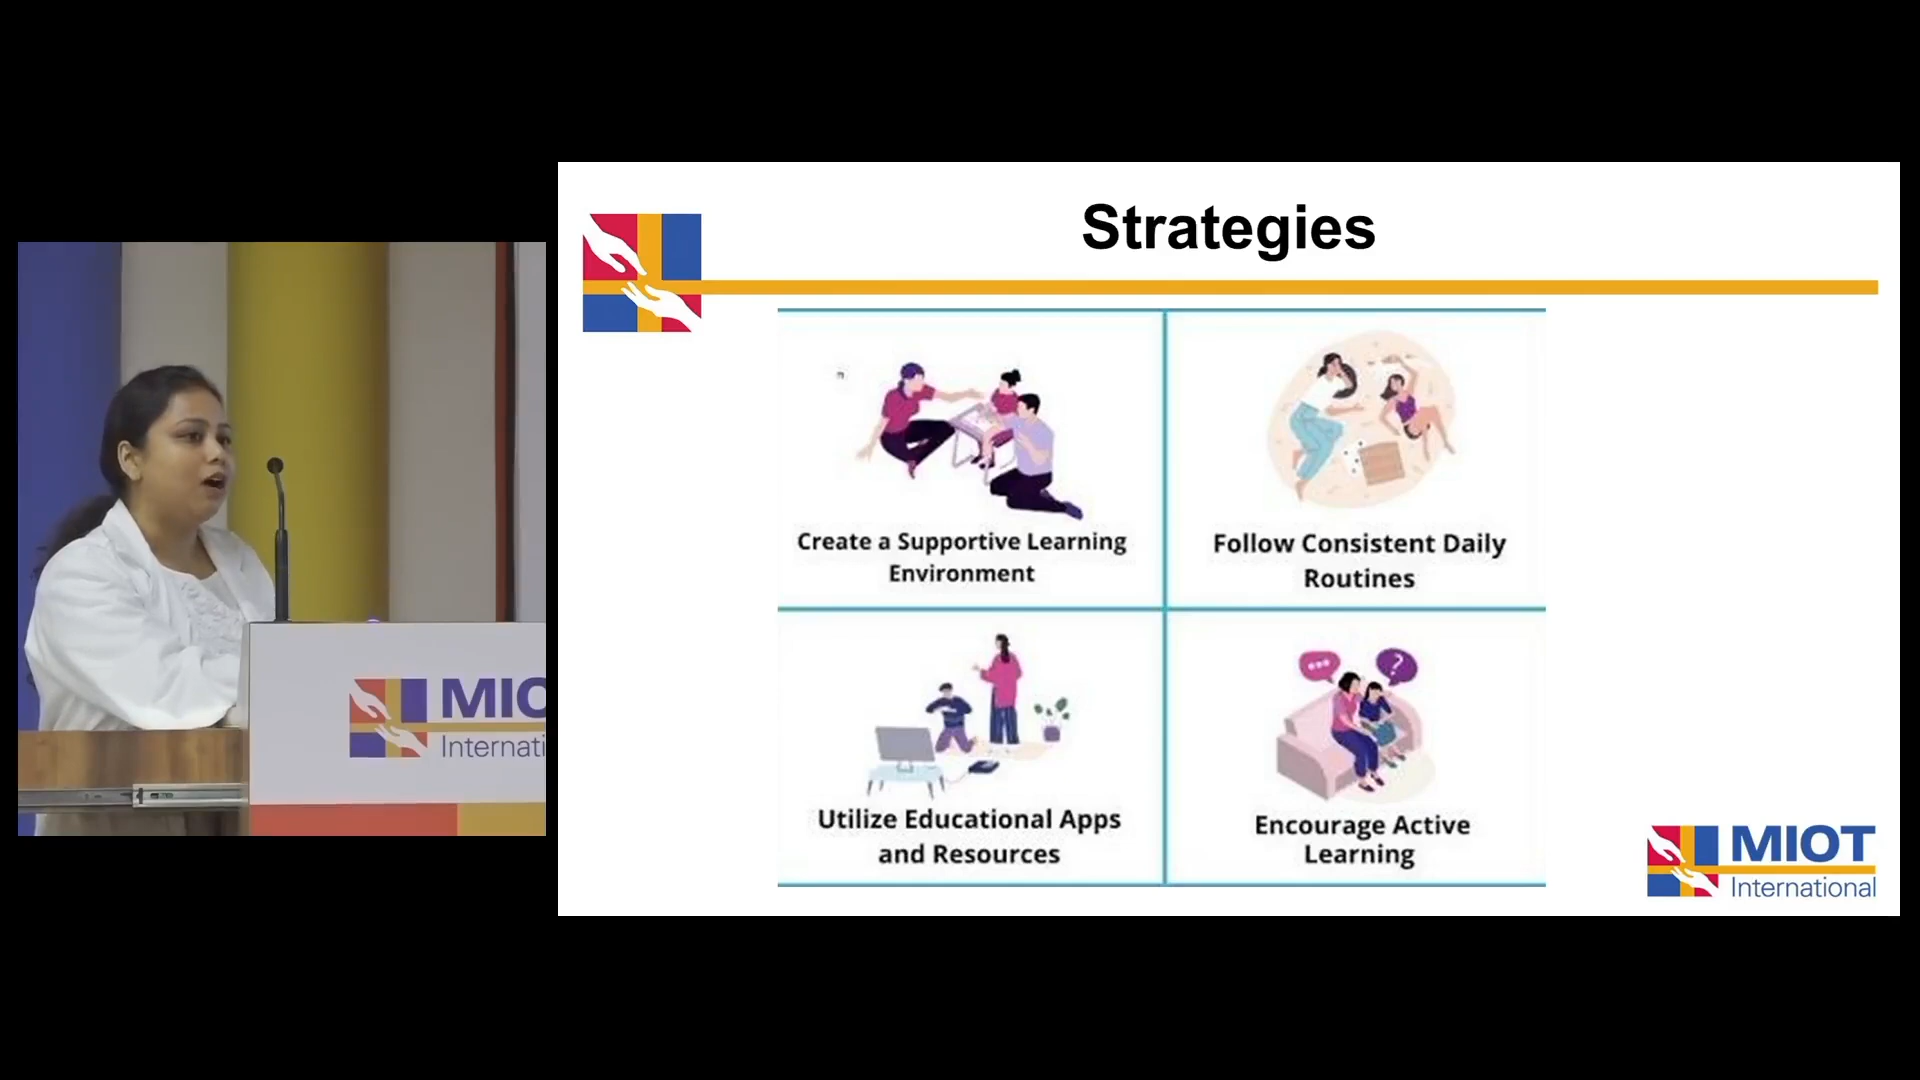 Strategies
Create a Supportive Learning
Environment
Follow Consistent Daily
Routines
?
Utilize Educational Apps
and Resources
Encourage Active
Learning
MIOT
International
MIO
Internati